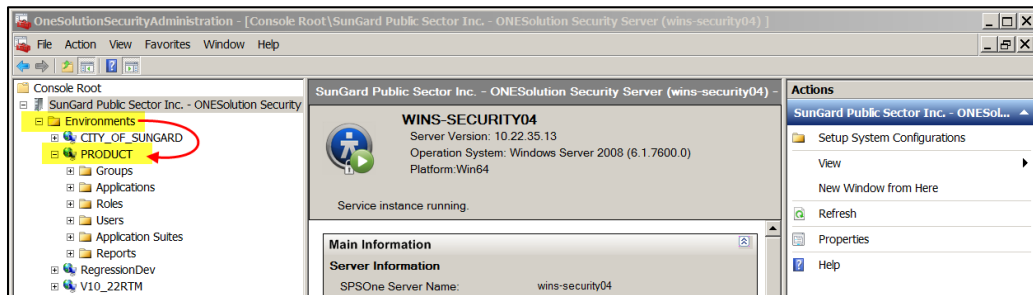 OneSolutionSecurityAdministration - [Console Root\SunGard Public Sector Inc. - ONESolution Security Server (wins-security04) ]
File Action View Favorites Window Help
Console Root
SunGard Public Sector Inc. - ONESolution Security
Environments
CITY_OF_SUNGARD
PRODUCT
Groups
Applications
Roles
Users
Application Suites
Reports
RegressionDev
V10_22RTM
SunGard Public Sector Inc. - ONESolution Security Server (wins-security04) -
WINS-SECURITY04
Server Version: 10.22.35.13
Operation System: Windows Server 2008 (6.1.7600.0)
Platform:Win64
Service instance running.
Main Information
Server Information
SPSOne Server Name: wins-security04
Actions
SunGard Public Sector Inc. - ONESol...
Setup System Configurations
View
New Window from Here
Refresh
Properties
Help